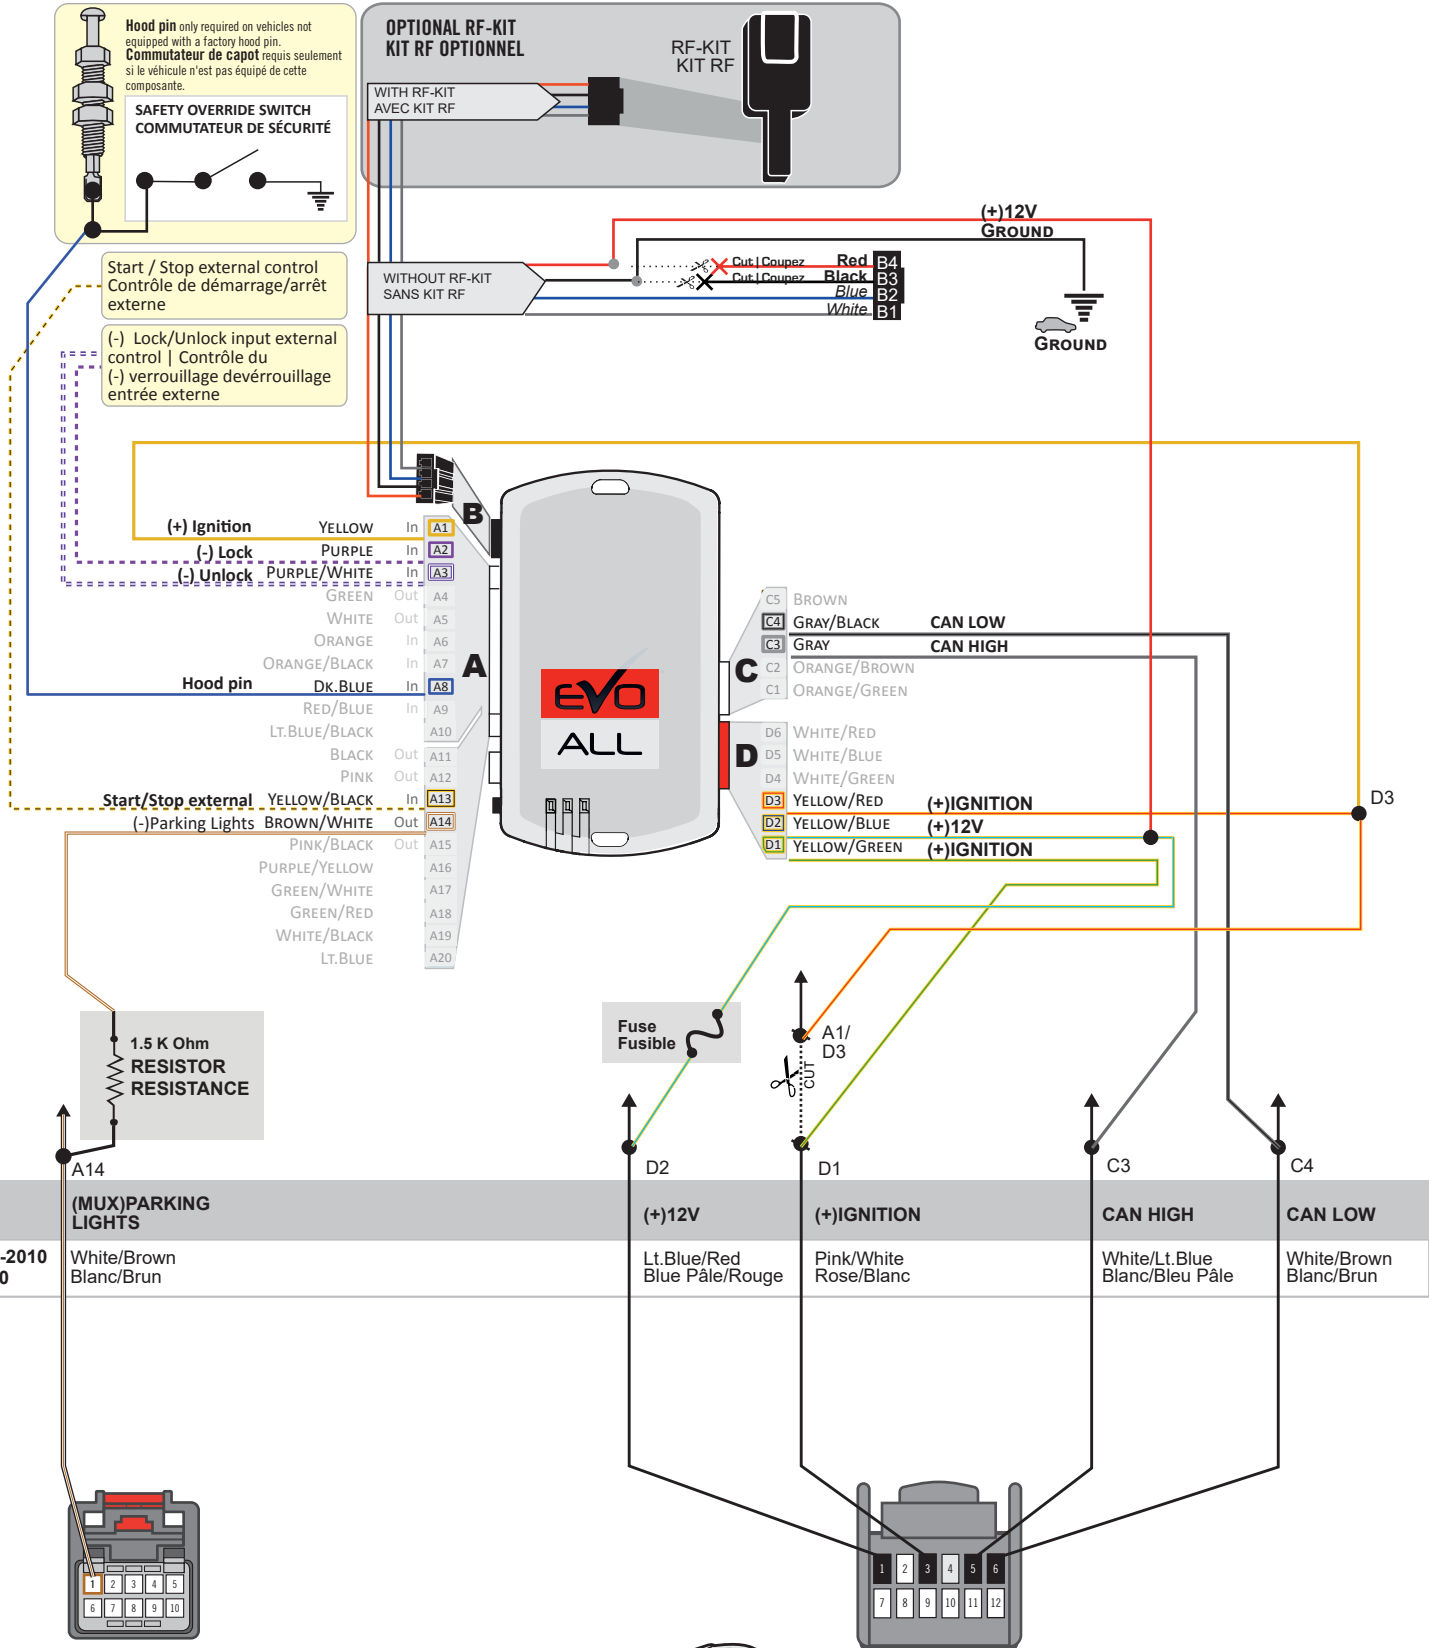 Hood pin only required on vehicles not
equipped with a factory hood pin.
Commutateur de capot requis seulement
si le véhicule n'est pas équipé de cette
composante.
SAFETY OVERRIDE SWITCH
COMMUTATEUR DE SÉCURITÉ
OPTIONAL RF-KIT
KIT RF OPTIONNEL
RF-KIT
KIT RF
WITH RF-KIT
AVEC KIT RF
(+)12V
GROUND
WITHOUT RF-KIT
SANS KIT RF
Cut | Coupez Red B4
Cut | Coupez Black B3
Blue B2
White B1
GROUND
Start / Stop external control
Contrôle de démarrage/arrêt
externe
(-) Lock/Unlock input external
control | Contrôle du
(-) verrouillage devérrouillage
entrée externe
B
(+) Ignition YELLOW In A1
(-) Lock PURPLE In A2
(-) Unlock PURPLE/WHITE In A3
GREEN Out A4
WHITE Out A5
ORANGE In A6
ORANGE/BLACK In A7
Hood pin DK.BLUE In A8
RED/BLUE In A9
LT.BLUE/BLACK A10
BLACK Out A11
PINK Out A12
Start/Stop external YELLOW/BLACK In A13
(-)Parking Lights BROWN/WHITE Out A14
PINK/BLACK Out A15
PURPLE/YELLOW A16
GREEN/WHITE A17
GREEN/RED A18
WHITE/BLACK A19
LT.BLUE A20
A
EVO
ALL
C
C5 BROWN
C4 GRAY/BLACK CAN LOW
C3 GRAY CAN HIGH
C2 ORANGE/BROWN
C1 ORANGE/GREEN
D
D6 WHITE/RED
D5 WHITE/BLUE
D4 WHITE/GREEN
D3 YELLOW/RED (+)IGNITION
D2 YELLOW/BLUE (+)12V
D1 YELLOW/GREEN (+)IGNITION
D3
1.5 K Ohm
RESISTOR
RESISTANCE
Fuse
Fusible
A1/
D3
CUT
A14
D2
D1
C3
C4
(MUX)PARKING
LIGHTS
(+)12V
(+)IGNITION
CAN HIGH
CAN LOW
-2010
0
White/Brown
Blanc/Brun
Lt.Blue/Red
Blue Pâle/Rouge
Pink/White
Rose/Blanc
White/Lt.Blue
Blanc/Bleu Pâle
White/Brown
Blanc/Brun
1 2 3 4 5
6 7 8 9 10
1 2 3 4 5 6
7 8 9 10 11 12